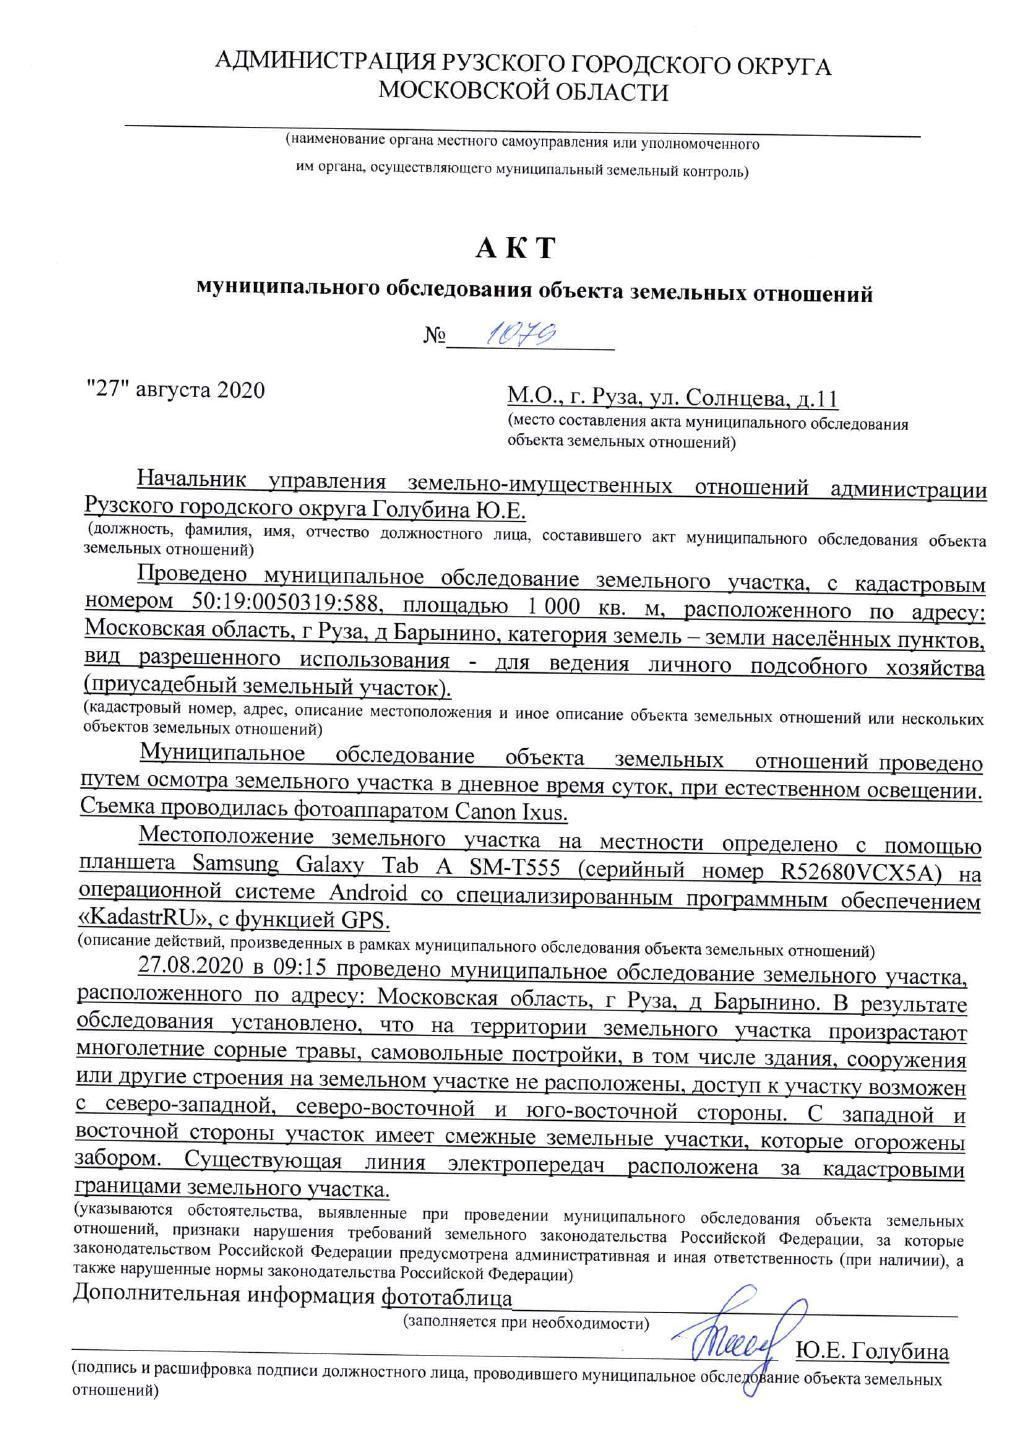 АДМИНИСТРАЦИЯ РУЗСКОГО ГОРОДСКОГО ОКРУГА
МОСКОВСКОЙ ОБЛАСТИ
(наименование органа местного самоуправления или уполномоченного
им органа, осуществляющего муниципальный земельный контроль)
А К Т
муниципального обследования объекта земельных отношений
№ 1079
"27" августа 2020
М.О., г. Руза, ул. Солнцева, д.11
(место составления акта муниципального обследования
объекта земельных отношений)
Начальник управления земельно-имущественных отношений администрации
Рузского городского округа Голубина Ю.Е.
(должность, фамилия, имя, отчество должностного лица, составившего акт муниципального обследования объекта
земельных отношений)
Проведено муниципальное обследование земельного участка, с кадастровым
номером 50:19:0050319:588, площадью 1 000 кв. м, расположенного по адресу:
Московская область, г Руза, д Барынино, категория земель – земли населённых пунктов,
вид разрешенного использования - для ведения личного подсобного хозяйства
(приусадебный земельный участок).
(кадастровый номер, адрес, описание местоположения и иное описание объекта земельных отношений или нескольких
объектов земельных отношений)
Муниципальное обследование объекта земельных отношений проведено
путем осмотра земельного участка в дневное время суток, при естественном освещении.
Съемка проводилась фотоаппаратом Canon Ixus.
Местоположение земельного участка на местности определено с помощью
планшета Samsung Galaxy Tab A SM-T555 (серийный номер R52680VCX5A) на
операционной системе Android со специализированным программным обеспечением
«KadastrRU», с функцией GPS.
(описание действий, произведенных в рамках муниципального обследования объекта земельных отношений)
27.08.2020 в 09:15 проведено муниципальное обследование земельного участка,
расположенного по адресу: Московская область, г Руза, д Барынино. В результате
обследования установлено, что на территории земельного участка произрастают
многолетние сорные травы, самовольные постройки, в том числе здания, сооружения
или другие строения на земельном участке не расположены, доступ к участку возможен
с северо-западной, северо-восточной и юго-восточной стороны. С западной и
восточной стороны участок имеет смежные земельные участки, которые огорожены
забором. Существующая линия электропередач расположена за кадастровыми
границами земельного участка.
(указываются обстоятельства, выявленные при проведении муниципального обследования объекта земельных
отношений, признаки нарушения требований земельного законодательства Российской Федерации, за которые
законодательством Российской Федерации предусмотрена административная и иная ответственность (при наличии), а
также нарушенные нормы законодательства Российской Федерации)
Дополнительная информация фототаблица
(заполняется при необходимости)
Ю.Е. Голубина
(подпись и расшифровка подписи должностного лица, проводившего муниципальное обследование объекта земельных
отношений)